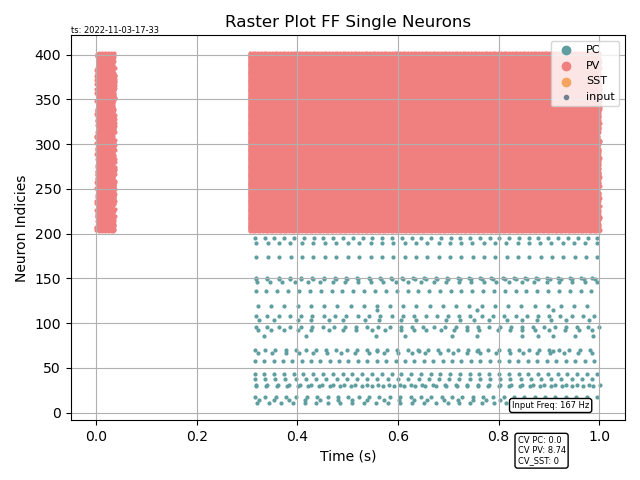 Raster Plot FF Single Neurons
ts: 2022-11-03-17-33
PC
PV
SST
input
Neuron Indicies
400
350
300
250
200
150
100
50
0
Input Freq: 167 Hz
0.0 0.2 0.4 0.6 0.8 1.0
Time (s)
CV PC: 0.0
CV PV: 8.74
CV_SST: 0